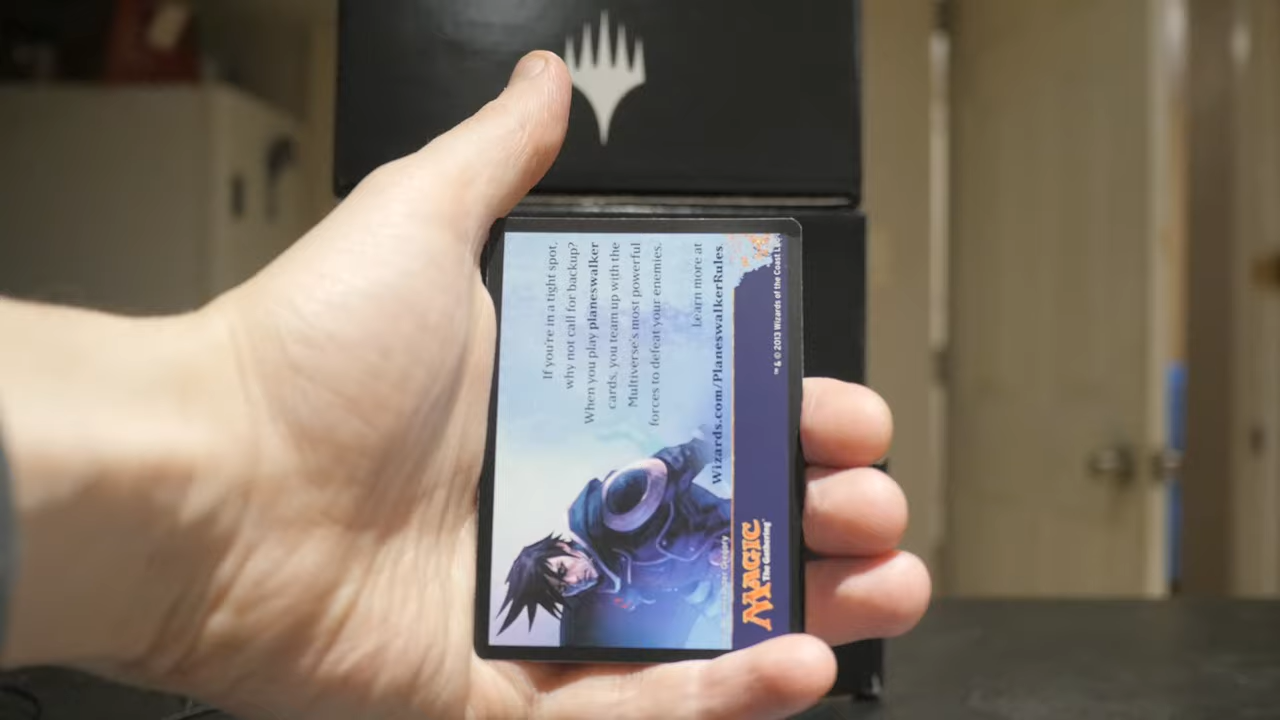 If you're in a tight spot,
why not call for backup?
When you play planeswalker
cards, you team up with the
Multiverse's most powerful
forces to defeat your enemies.
Learn more at
Wizards.com/PlaneswalkerRules
Gregory
MAGIC
The Gathering®
™ & © 2013 Wizards of the Coast L